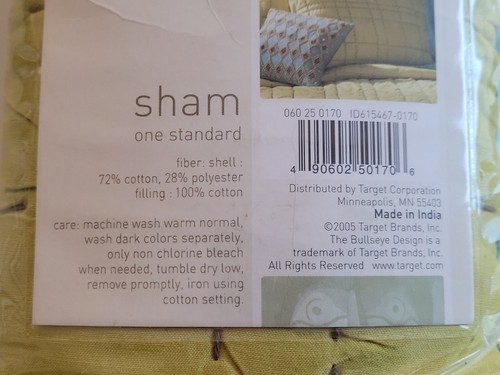 sham
one standard
fiber: shell :
72% cotton, 28% polyester
filling : 100% cotton
care: machine wash warm normal,
wash dark colors separately,
only non chlorine bleach
when needed, tumble dry low,
remove promptly, iron using
cotton setting.
060 25 0170 ID615467-0170
4 90602 50170 6
Distributed by Target Corporation
Minneapolis, MN 55403
Made in India
©2005 Target Brands, Inc.
The Bullseye Design is a
trademark of Target Brands, Inc.
All Rights Reserved www.target.com